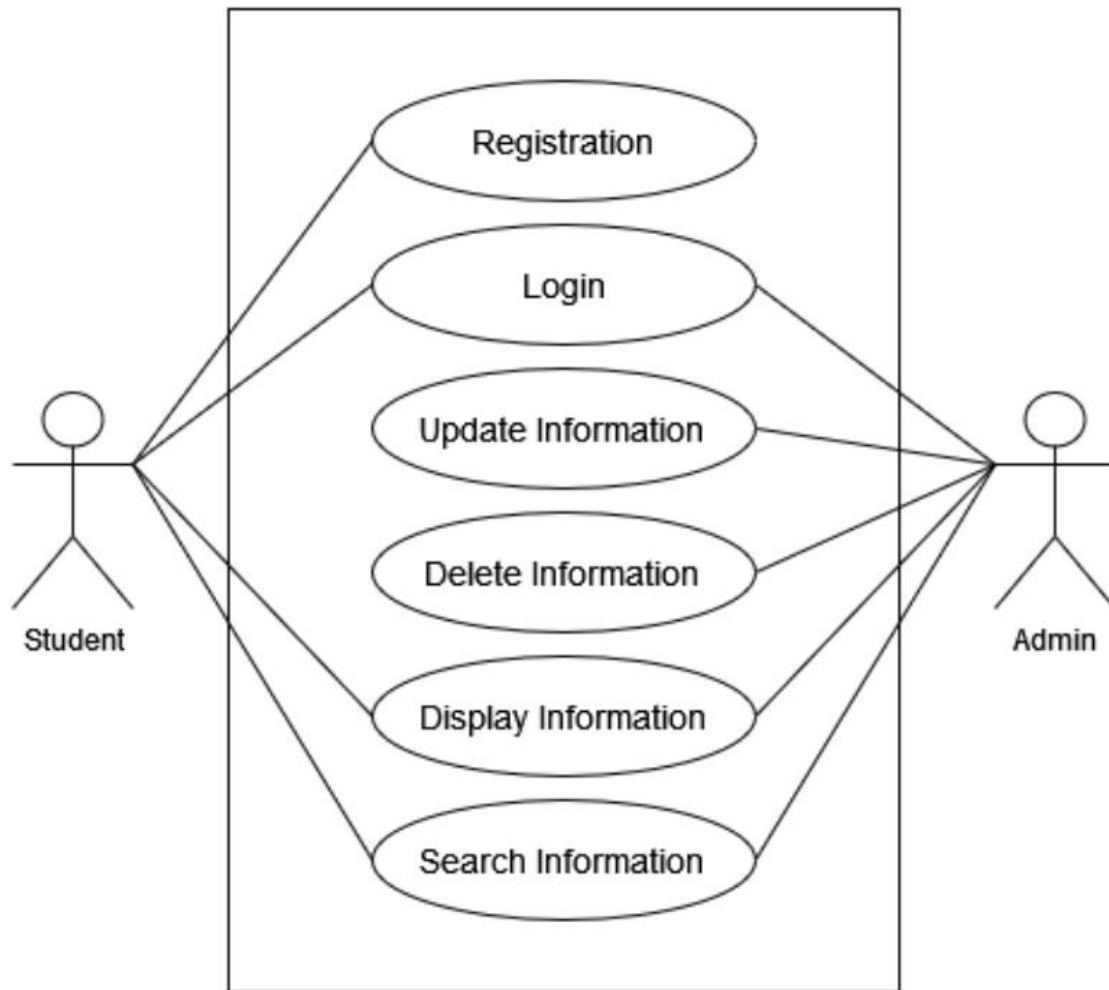 Registration
Login
Update Information
Delete Information
Student
Admin
Display Information
Search Information